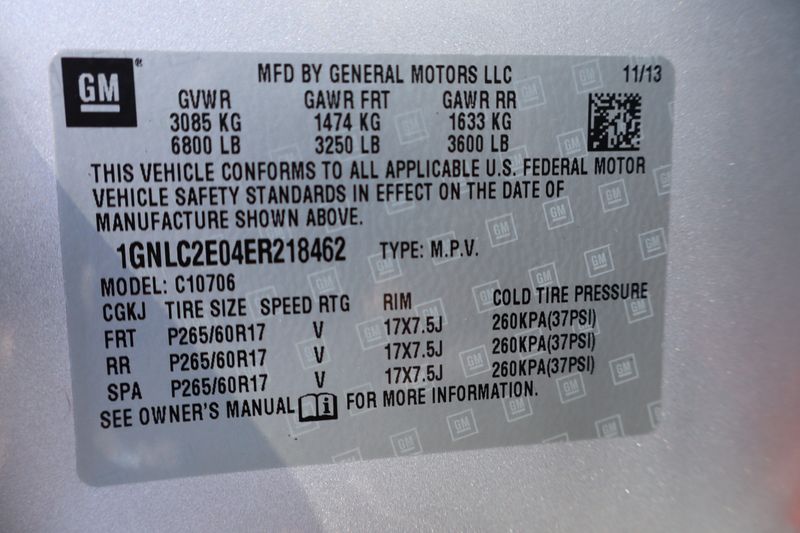 GM
MFD BY GENERAL MOTORS LLC 11/13
GVWR GAWR FRT GAWR RR
3085 KG 1474 KG 1633 KG
6800 LB 3250 LB 3600 LB
THIS VEHICLE CONFORMS TO ALL APPLICABLE U.S. FEDERAL MOTOR
VEHICLE SAFETY STANDARDS IN EFFECT ON THE DATE OF
MANUFACTURE SHOWN ABOVE.
1GNLC2E04ER218462 TYPE: M.P.V.
MODEL: C10706
CGKJ TIRE SIZE SPEED RTG RIM COLD TIRE PRESSURE
FRT P265/60R17 V 17X7.5J 260KPA(37PSI)
RR P265/60R17 V 17X7.5J 260KPA(37PSI)
SPA P265/60R17 V 17X7.5J 260KPA(37PSI)
SEE OWNER'S MANUAL i FOR MORE INFORMATION.